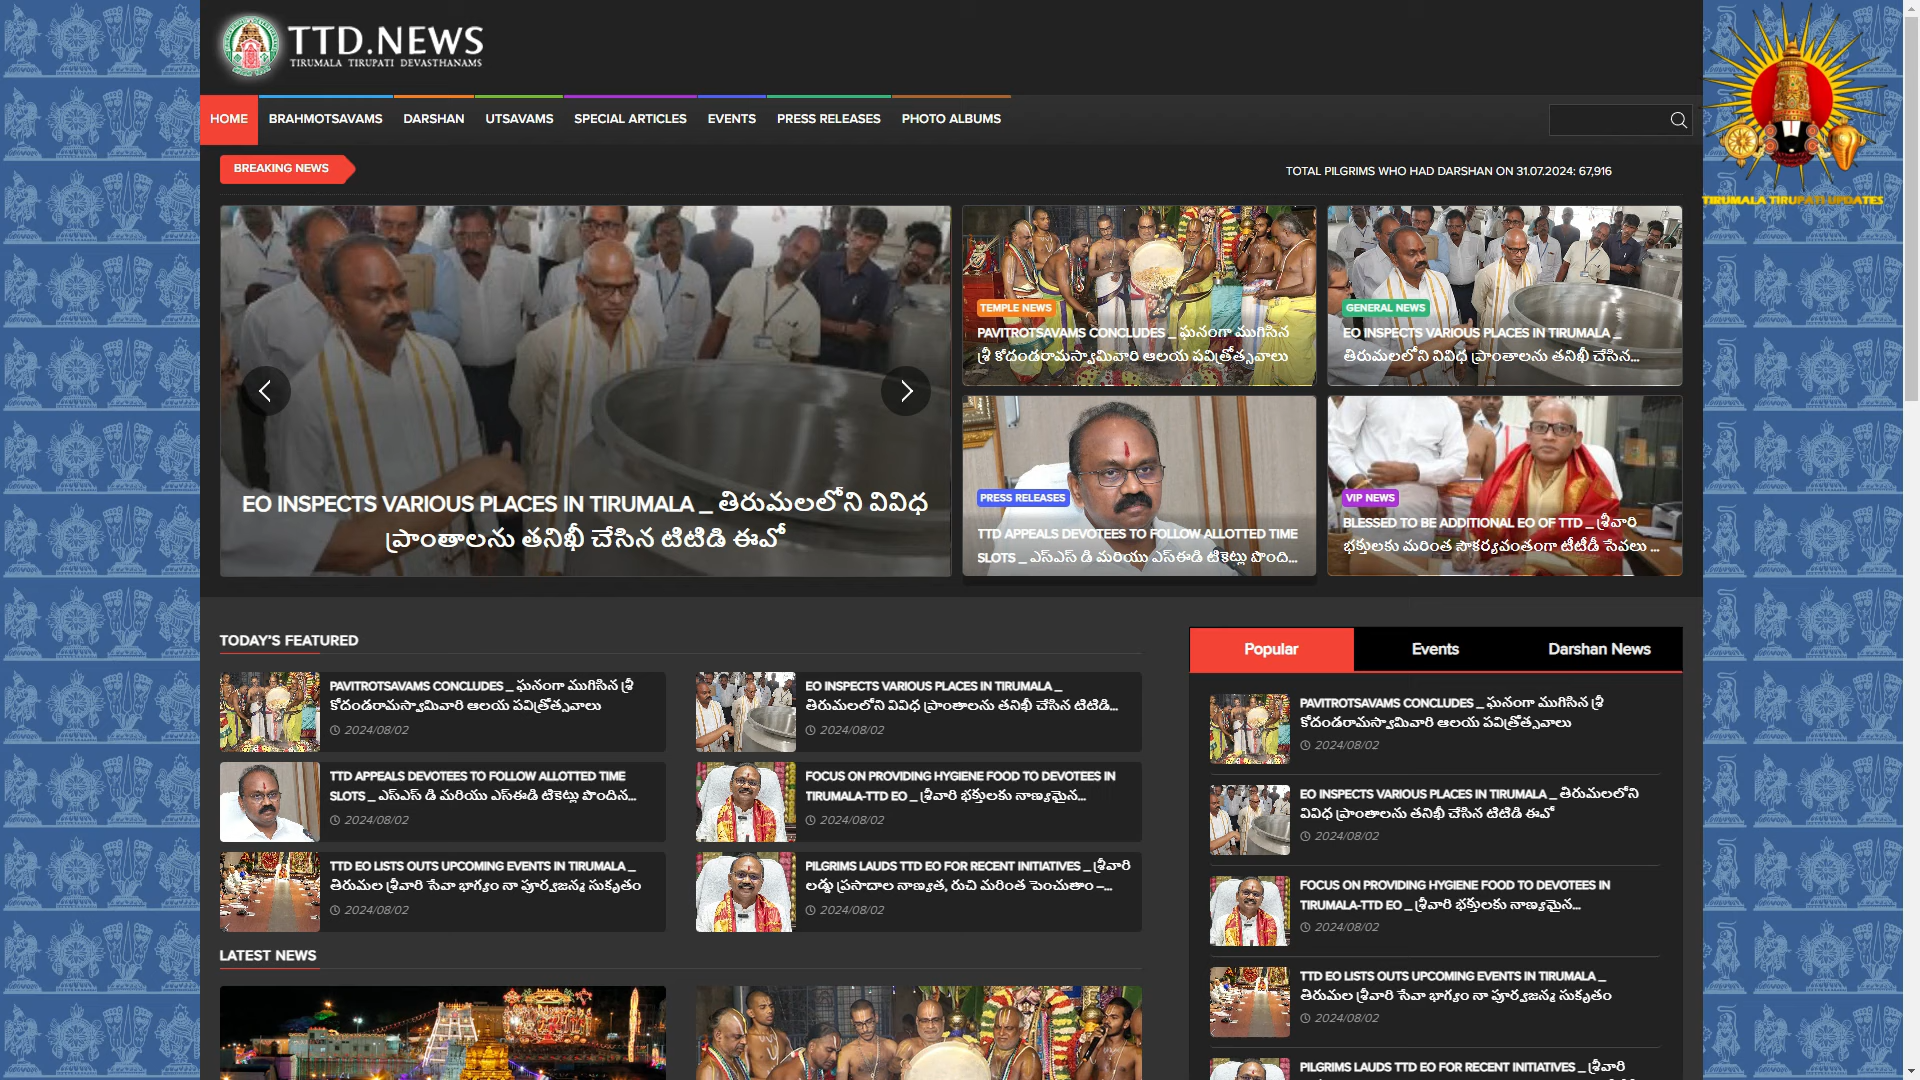 TTD.NEWS
TIRUMALA TIRUPATI DEVASTHANAMS
HOME
BRAHMOTSAVAMS
DARSHAN
UTSAVAMS
SPECIAL ARTICLES
EVENTS
PRESS RELEASES
PHOTO ALBUMS
TIRUMALA TIRUPATI UPDATES
BREAKING NEWS
TOTAL PILGRIMS WHO HAD DARSHAN ON 31.07.2024: 67,916
EO INSPECTS VARIOUS PLACES IN TIRUMALA _ తిరుమలలోని వివిధ
ప్రాంతాలను తనిఖీ చేసిన టిటిడి ఈవో
TEMPLE NEWS
PAVITROTSAVAMS CONCLUDES _ ఘనంగా ముగిసిన
శ్రీ కోదండరామస్వామివారి ఆలయ పవిత్రోత్సవాలు
GENERAL NEWS
EO INSPECTS VARIOUS PLACES IN TIRUMALA _
తిరుమలలోని వివిధ ప్రాంతాలను తనిఖీ చేసిన...
PRESS RELEASES
TTD APPEALS DEVOTEES TO FOLLOW ALLOTTED TIME
SLOTS _ ఎస్ఎస్ డి మరియు ఎస్ఈడి టికెట్లు పొంది...
VIP NEWS
BLESSED TO BE ADDITIONAL EO OF TTD _ శ్రీవారి
భక్తులకు మరింత సౌకర్యవంతంగా టీటీడీ సేవలు ...
TODAY'S FEATURED
PAVITROTSAVAMS CONCLUDES _ ఘనంగా ముగిసిన శ్రీ
కోదండరామస్వామివారి ఆలయ పవిత్రోత్సవాలు
2024/08/02
EO INSPECTS VARIOUS PLACES IN TIRUMALA _
తిరుమలలోని వివిధ ప్రాంతాలను తనిఖీ చేసిన టిటిడి...
2024/08/02
TTD APPEALS DEVOTEES TO FOLLOW ALLOTTED TIME
SLOTS _ ఎస్ఎస్ డి మరియు ఎస్ఈడి టికెట్లు పొందిన...
2024/08/02
FOCUS ON PROVIDING HYGIENE FOOD TO DEVOTEES IN
TIRUMALA-TTD EO _ శ్రీవారి భక్తులకు నాణ్యమైన...
2024/08/02
TTD EO LISTS OUTS UPCOMING EVENTS IN TIRUMALA _
తిరుమల శ్రీవారి సేవా భాగ్యం నా పూర్వజన్మ సుకృతం
2024/08/02
PILGRIMS LAUDS TTD EO FOR RECENT INITIATIVES _ శ్రీవారి
లడ్డు ప్రసాదాల నాణ్యత, రుచి మరింత పెంచుతాం –...
2024/08/02
LATEST NEWS
Popular
Events
Darshan News
PAVITROTSAVAMS CONCLUDES _ ఘనంగా ముగిసిన శ్రీ
కోదండరామస్వామివారి ఆలయ పవిత్రోత్సవాలు
2024/08/02
EO INSPECTS VARIOUS PLACES IN TIRUMALA _ తిరుమలలోని
వివిధ ప్రాంతాలను తనిఖీ చేసిన టిటిడి ఈవో
2024/08/02
FOCUS ON PROVIDING HYGIENE FOOD TO DEVOTEES IN
TIRUMALA-TTD EO _ శ్రీవారి భక్తులకు నాణ్యమైన...
2024/08/02
TTD EO LISTS OUTS UPCOMING EVENTS IN TIRUMALA _
తిరుమల శ్రీవారి సేవా భాగ్యం నా పూర్వజన్మ సుకృతం
2024/08/02
PILGRIMS LAUDS TTD EO FOR RECENT INITIATIVES _ శ్రీవారి